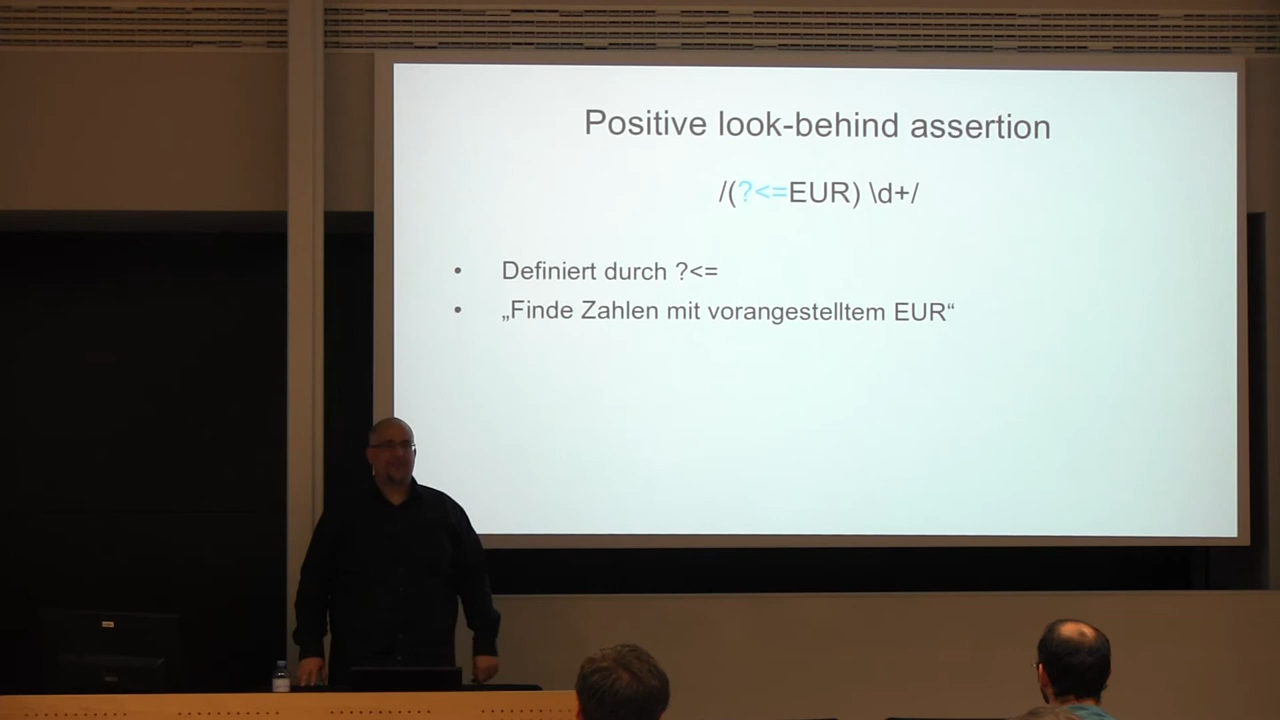 Positive look-behind assertion
/(?<=EUR) \d+/
• Definiert durch ?<=
• „Finde Zahlen mit vorangestelltem EUR“